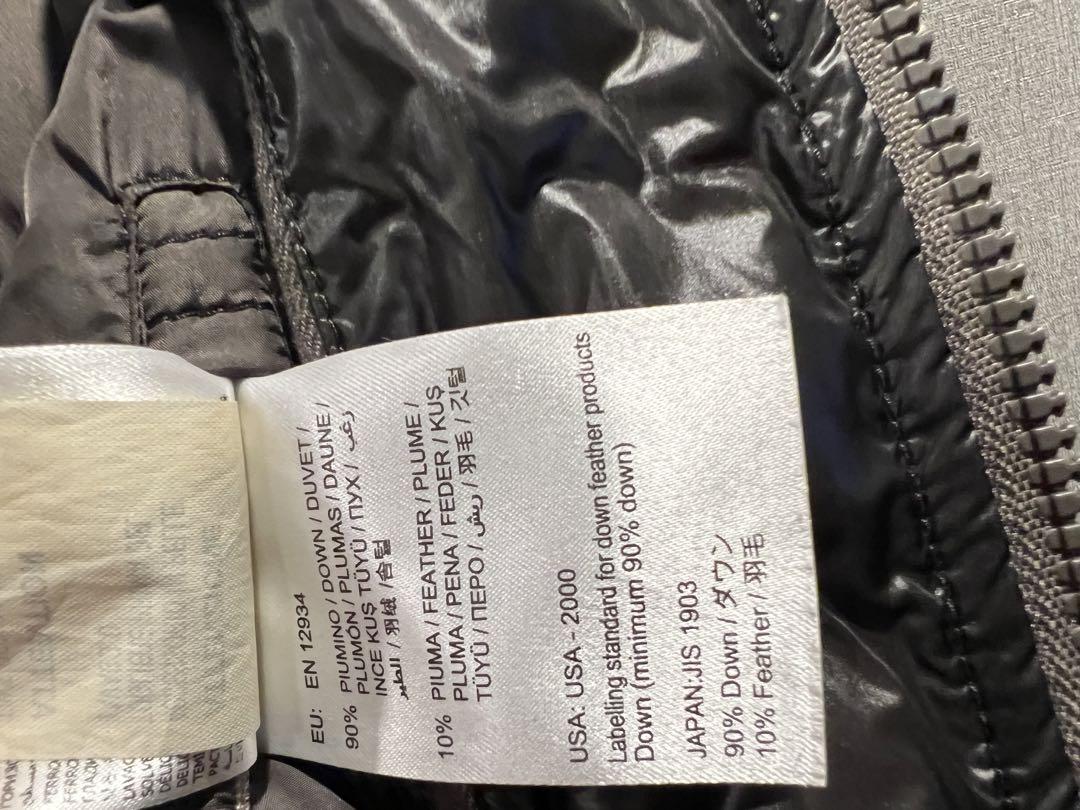 EU: EN 12934
90% PIUMINO / DOWN / DUVET /
PLUMÓN / PLUMAS / DAUNE /
INCE KUŞ TÜYÜ / ПУХ / زغب
الطير / 羽绒 / 솜털
10% PIUMA / FEATHER / PLUME /
PLUMA / PENA / FEDER / KUŞ
TÜYÜ / ПЕРО / ريش / 羽毛 / 깃털
USA: USA - 2000
Labelling standard for down feather products
Down (minimum 90% down)
JAPAN.JIS 1903
90% Down / ダウン
10% Feather / 羽毛